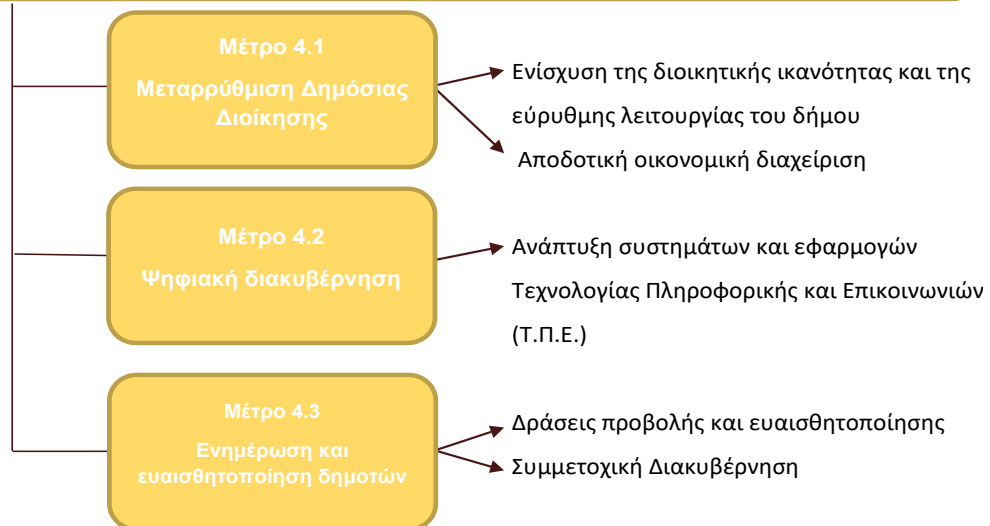 Μέτρο 4.1
Μεταρρύθμιση Δημόσιας
Διοίκησης
Ενίσχυση της διοικητικής ικανότητας και της
εύρυθμης λειτουργίας του δήμου
Αποδοτική οικονομική διαχείριση
Μέτρο 4.2
Ψηφιακή διακυβέρνηση
Ανάπτυξη συστημάτων και εφαρμογών
Τεχνολογίας Πληροφορικής και Επικοινωνιών
(Τ.Π.Ε.)
Μέτρο 4.3
Ενημέρωση και
ευαισθητοποίηση δημοτών
Δράσεις προβολής και ευαισθητοποίησης
Συμμετοχική Διακυβέρνηση